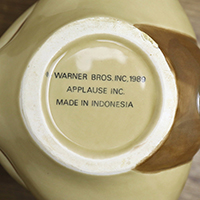 © WARNER BROS. INC, 1989
APPLAUSE INC.
MADE IN INDONESIA